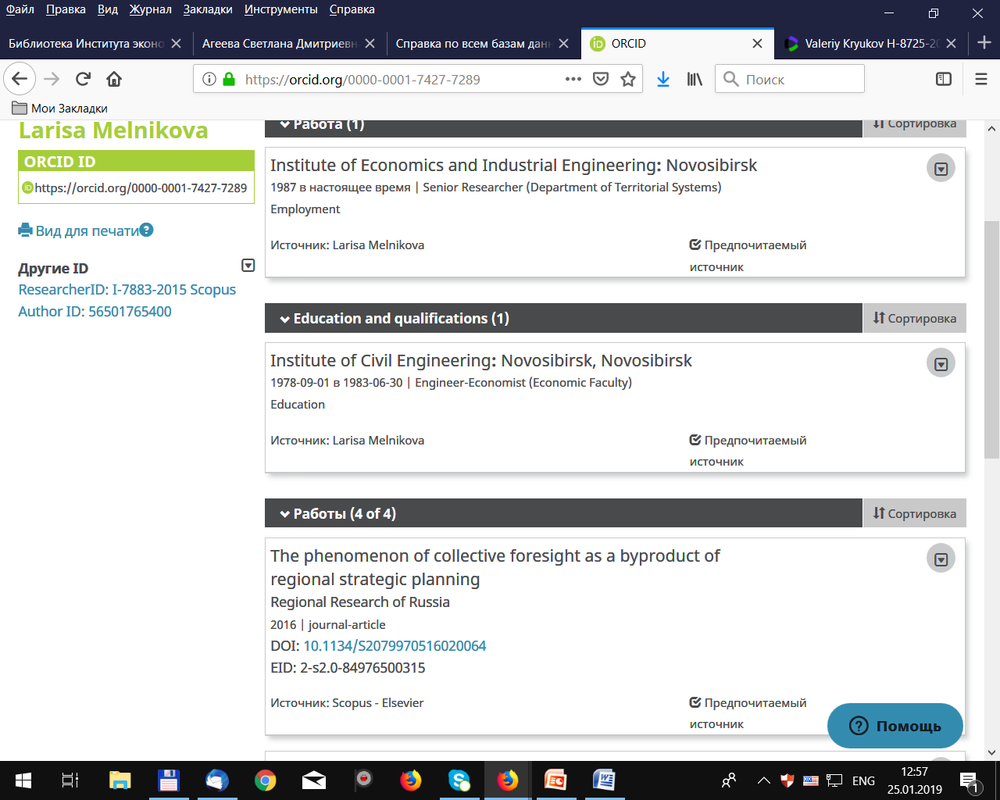 Файл Правка Вид Журнал Закладки Инструменты Справка
Библиотека Института эконо
Агеева Светлана Дмитриевн
Справка по всем базам данн
ORCID
Valeriy Kryukov H-8725-20
https://orcid.org/0000-0001-7427-7289
Поиск
Мои Закладки
Larisa Melnikova
ORCID ID
iD https://orcid.org/0000-0001-7427-7289
Вид для печати
Другие ID
ResearcherID: I-7883-2015 Scopus
Author ID: 56501765400
Работа (1)
Сортировка
Institute of Economics and Industrial Engineering: Novosibirsk
1987 в настоящее время | Senior Researcher (Department of Territorial Systems)
Employment
Источник: Larisa Melnikova
Предпочитаемый
источник
Education and qualifications (1)
Сортировка
Institute of Civil Engineering: Novosibirsk, Novosibirsk
1978-09-01 в 1983-06-30 | Engineer-Economist (Economic Faculty)
Education
Источник: Larisa Melnikova
Предпочитаемый
источник
Работы (4 of 4)
Сортировка
The phenomenon of collective foresight as a byproduct of
regional strategic planning
Regional Research of Russia
2016 | journal-article
DOI: 10.1134/S2079970516020064
EID: 2-s2.0-84976500315
Источник: Scopus - Elsevier
Предпочитаемый
источник
Помощь
ENG
12:57
25.01.2019
1